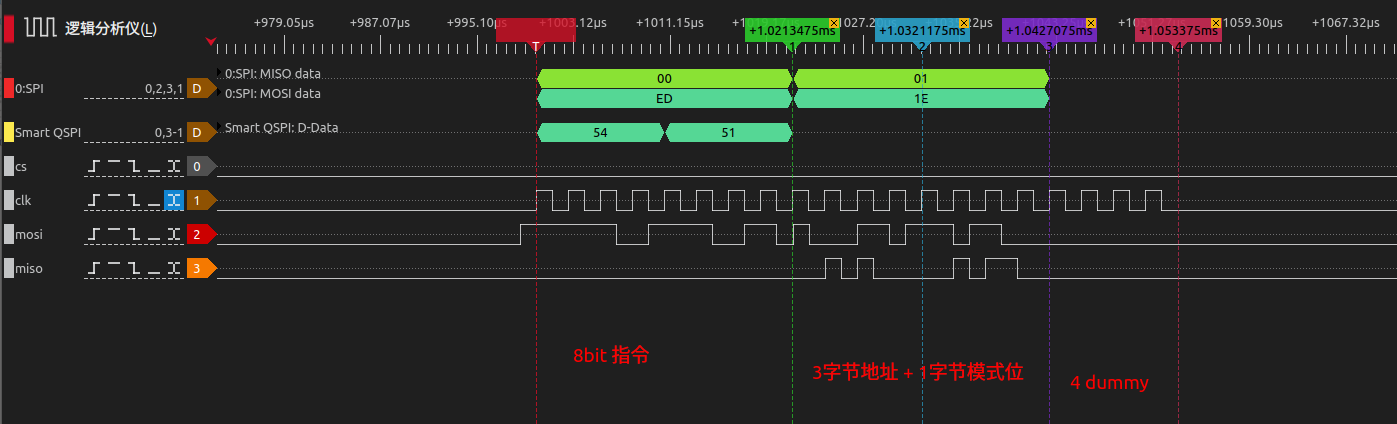 逻辑分析仪(L)
+979.05μs +987.07μs +995.10μs +1003.12μs +1011.15μs +1059.30μs +1067.32μs
T +1.0213475ms +1.0321175ms +1.0427075ms +1.053375ms
1 2 3 4
0:SPI 0,2,3,1 D 0:SPI: MISO data 00 01
0:SPI: MOSI data ED 1E
Smart QSPI 0,3-1 D Smart QSPI: D-Data 54 51
cs 0
clk 1
mosi 2
miso 3
8bit 指令
3字节地址 + 1字节模式位
4 dummy